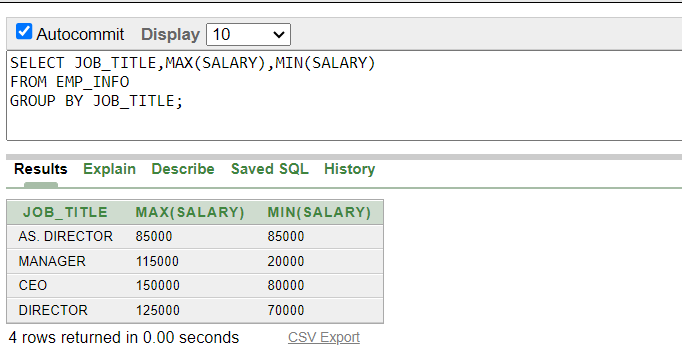 Autocommit Display 10
SELECT JOB_TITLE,MAX(SALARY),MIN(SALARY)
FROM EMP_INFO
GROUP BY JOB_TITLE;
Results Explain Describe Saved SQL History
JOB_TITLE MAX(SALARY) MIN(SALARY)
AS. DIRECTOR 85000 85000
MANAGER 115000 20000
CEO 150000 80000
DIRECTOR 125000 70000
4 rows returned in 0.00 seconds CSV Export